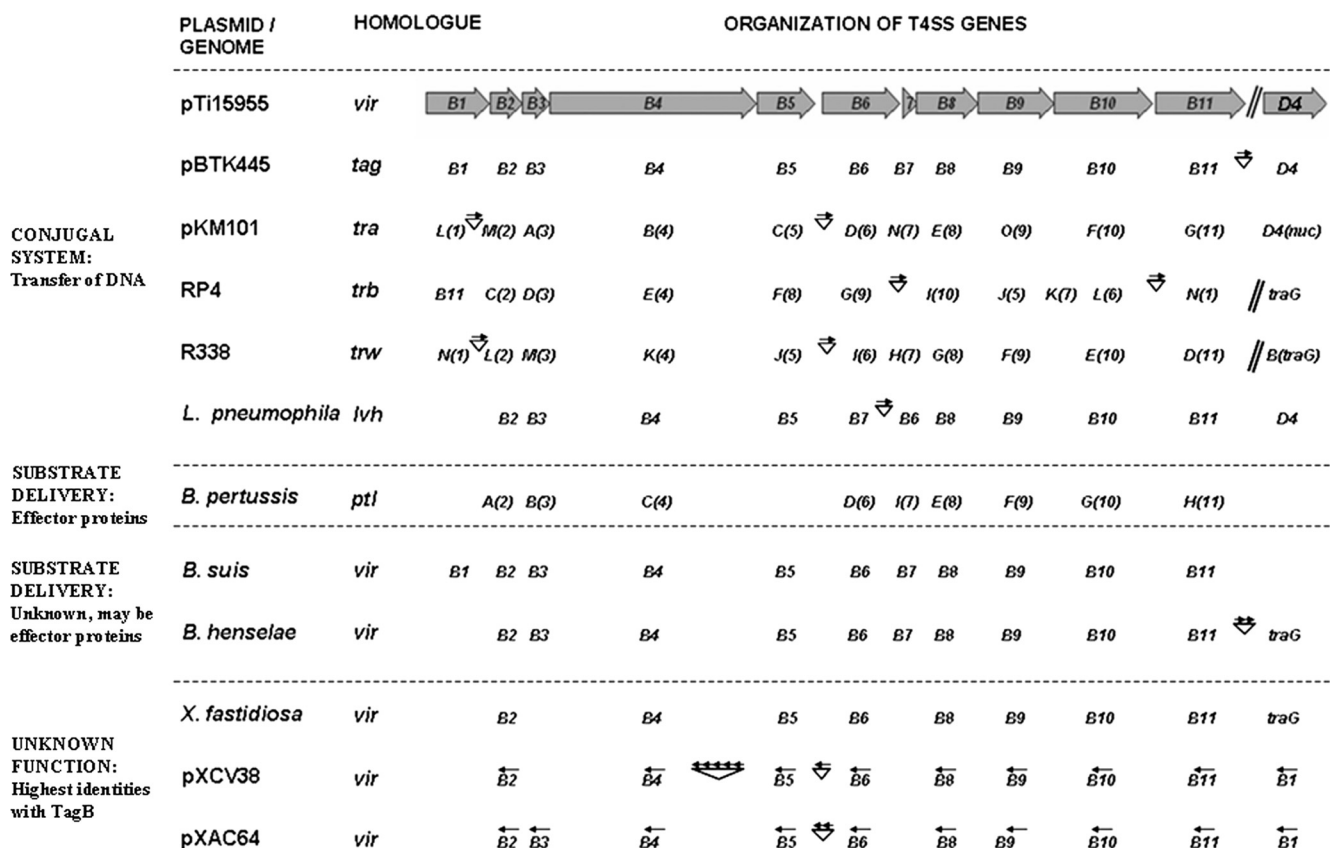 PLASMID / GENOME HOMOLOGUE ORGANIZATION OF T4SS GENES
pTi15955 vir B1 B2 B3 B4 B5 B6 7 B8 B9 B10 B11 // D4
pBTK445 tag B1 B2 B3 B4 B5 B6 B7 B8 B9 B10 B11 D4
CONJUGAL
SYSTEM:
Transfer of DNA
pKM101 tra L(1) M(2) A(3) B(4) C(5) D(6) N(7) E(8) O(9) F(10) G(11) D4(nuc)
RP4 trb B11 C(2) D(3) E(4) F(8) G(9) I(10) J(5) K(7) L(6) N(1) // traG
R338 trw N(1) L(2) M(3) K(4) J(5) I(6) H(7) G(8) F(9) E(10) D(11) // B(traG)
L. pneumophila lvh B2 B3 B4 B5 B7 B6 B8 B9 B10 B11 D4
SUBSTRATE
DELIVERY:
Effector proteins
B. pertussis ptl A(2) B(3) C(4) D(6) I(7) E(8) F(9) G(10) H(11)
SUBSTRATE
DELIVERY:
Unknown, may be
effector proteins
B. suis vir B1 B2 B3 B4 B5 B6 B7 B8 B9 B10 B11
B. henselae vir B2 B3 B4 B5 B6 B7 B8 B9 B10 B11 traG
X. fastidiosa vir B2 B4 B5 B6 B8 B9 B10 B11 traG
UNKNOWN
FUNCTION:
Highest identities
with TagB
pXCV38 vir B2 B4 B5 B6 B8 B9 B10 B11 B1
pXAC64 vir B2 B3 B4 B5 B6 B8 B9 B10 B11 B1